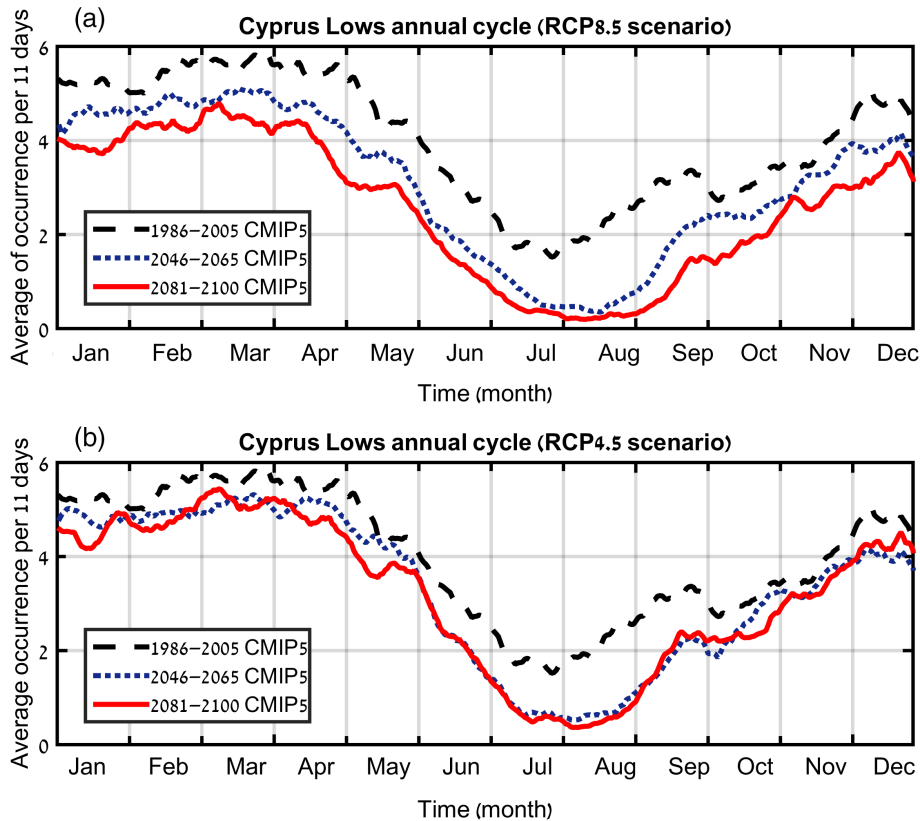 (a)
Cyprus Lows annual cycle (RCP8.5 scenario)
Average of occurrence per 11 days
6
4
2
0
1986–2005 CMIP5
2046–2065 CMIP5
2081–2100 CMIP5
Jan Feb Mar Apr May Jun Jul Aug Sep Oct Nov Dec
Time (month)
(b)
Cyprus Lows annual cycle (RCP4.5 scenario)
Average occurrence per 11 days
6
4
2
0
1986–2005 CMIP5
2046–2065 CMIP5
2081–2100 CMIP5
Jan Feb Mar Apr May Jun Jul Aug Sep Oct Nov Dec
Time (month)